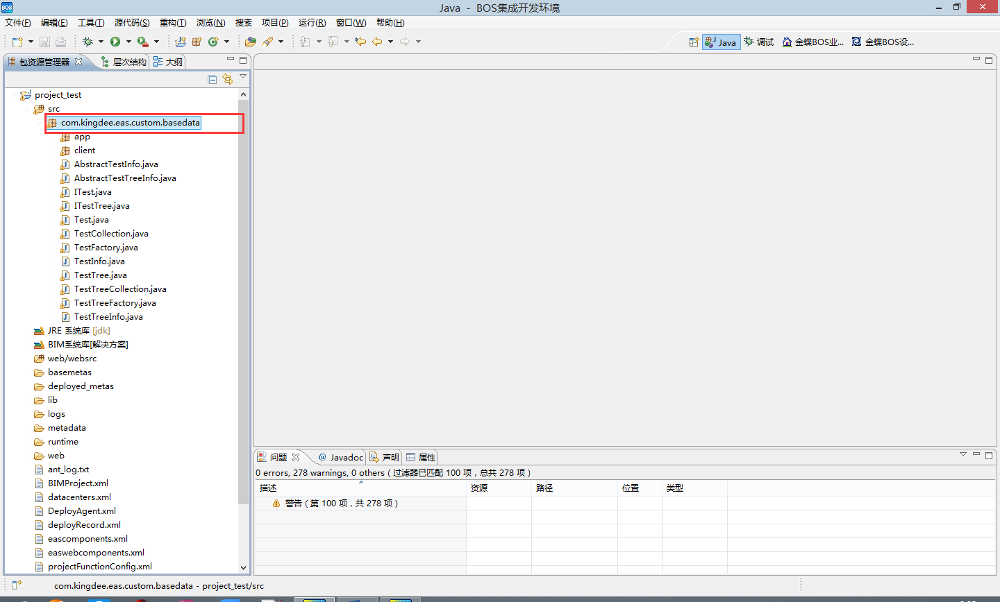 BOS
Java - BOS集成开发环境
文件(F) 编辑(E) 工具(T) 源代码(S) 重构(T) 浏览(N) 搜索 项目(P) 运行(R) 窗口(W) 帮助(H)
Java 调试 金蝶BOS业... 金蝶BOS设...
包资源管理器 层次结构 大纲
project_test
src
com.kingdee.eas.custom.basedata
app
client
AbstractTestInfo.java
AbstractTestTreeInfo.java
ITest.java
ITestTree.java
Test.java
TestCollection.java
TestFactory.java
TestInfo.java
TestTree.java
TestTreeCollection.java
TestTreeFactory.java
TestTreeInfo.java
JRE 系统库 [jdk]
BIM系统库[解决方案]
web/websrc
basemetas
deployed_metas
lib
logs
metadata
runtime
web
ant_log.txt
BIMProject.xml
datacenters.xml
DeployAgent.xml
deployRecord.xml
eascomponents.xml
easwebcomponents.xml
projectFunctionConfig.xml
问题 @ Javadoc 声明 属性
0 errors, 278 warnings, 0 others（过滤器已匹配 100 项，总共 278 项）
描述 资源 路径 位置 类型
警告（第 100 项，共 278 项）
com.kingdee.eas.custom.basedata - project_test/src